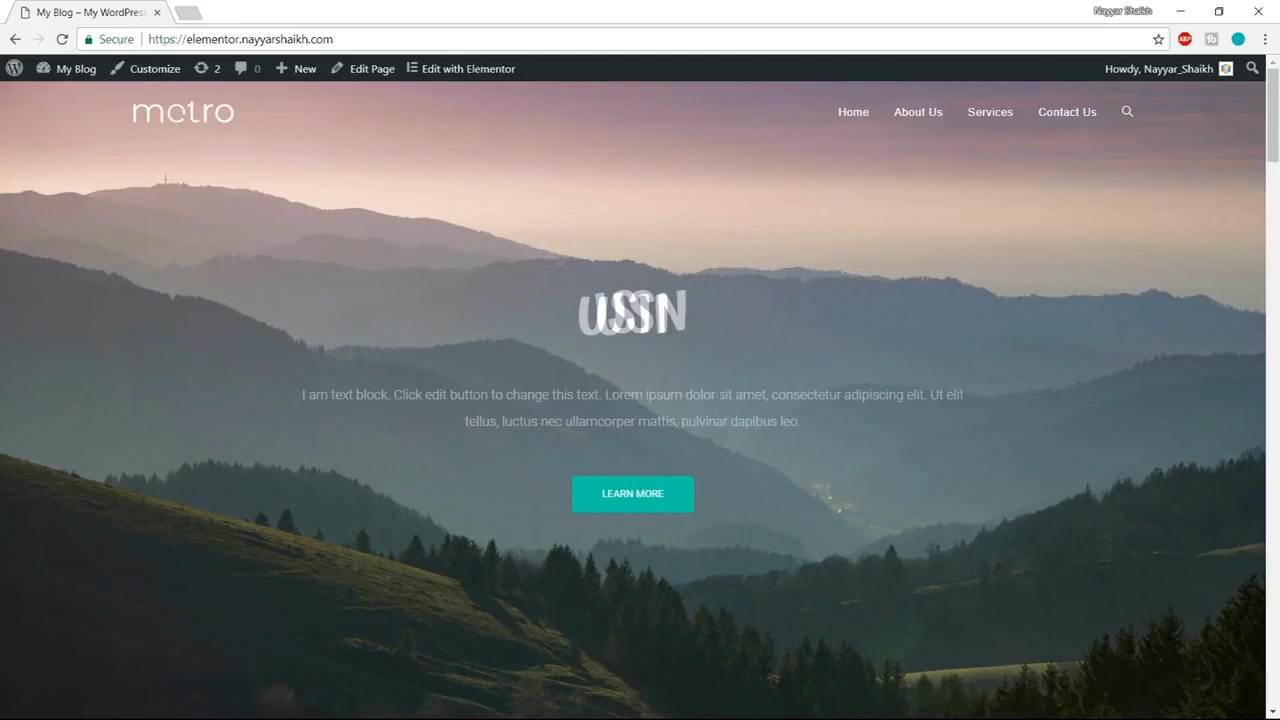 My Blog – My WordPress
Nayyar Shaikh
Secure
https://elementor.nayyarshaikh.com
ABP
tb
My Blog
Customize
2
0
New
Edit Page
Edit with Elementor
Howdy, Nayyar_Shaikh
metro
Home
About Us
Services
Contact Us
I am text block. Click edit button to change this text. Lorem ipsum dolor sit amet, consectetur adipiscing elit. Ut elit
tellus, luctus nec ullamcorper mattis, pulvinar dapibus leo.
LEARN MORE